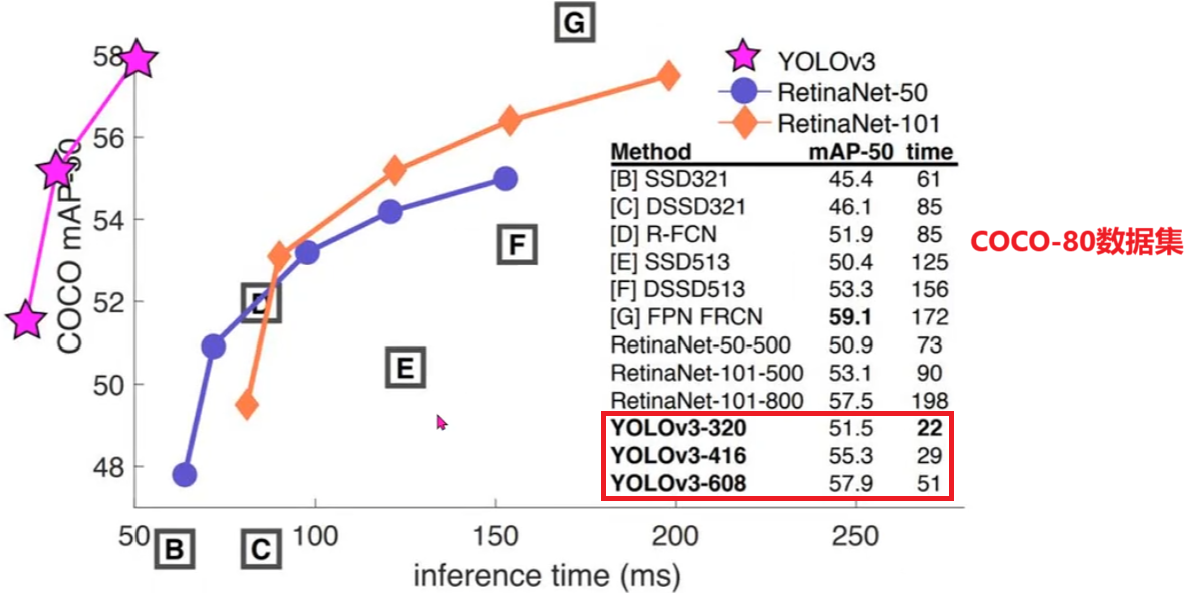 G
58
YOLOv3
RetinaNet-50
RetinaNet-101
56
COCO mAP-50
54
52
50
48
D
F
E
Method mAP-50 time
[B] SSD321 45.4 61
[C] DSSD321 46.1 85
[D] R-FCN 51.9 85
[E] SSD513 50.4 125
[F] DSSD513 53.3 156
[G] FPN FRCN 59.1 172
RetinaNet-50-500 50.9 73
RetinaNet-101-500 53.1 90
RetinaNet-101-800 57.5 198
YOLOv3-320 51.5 22
YOLOv3-416 55.3 29
YOLOv3-608 57.9 51
COCO-80数据集
50 100 150 200 250
B C
inference time (ms)